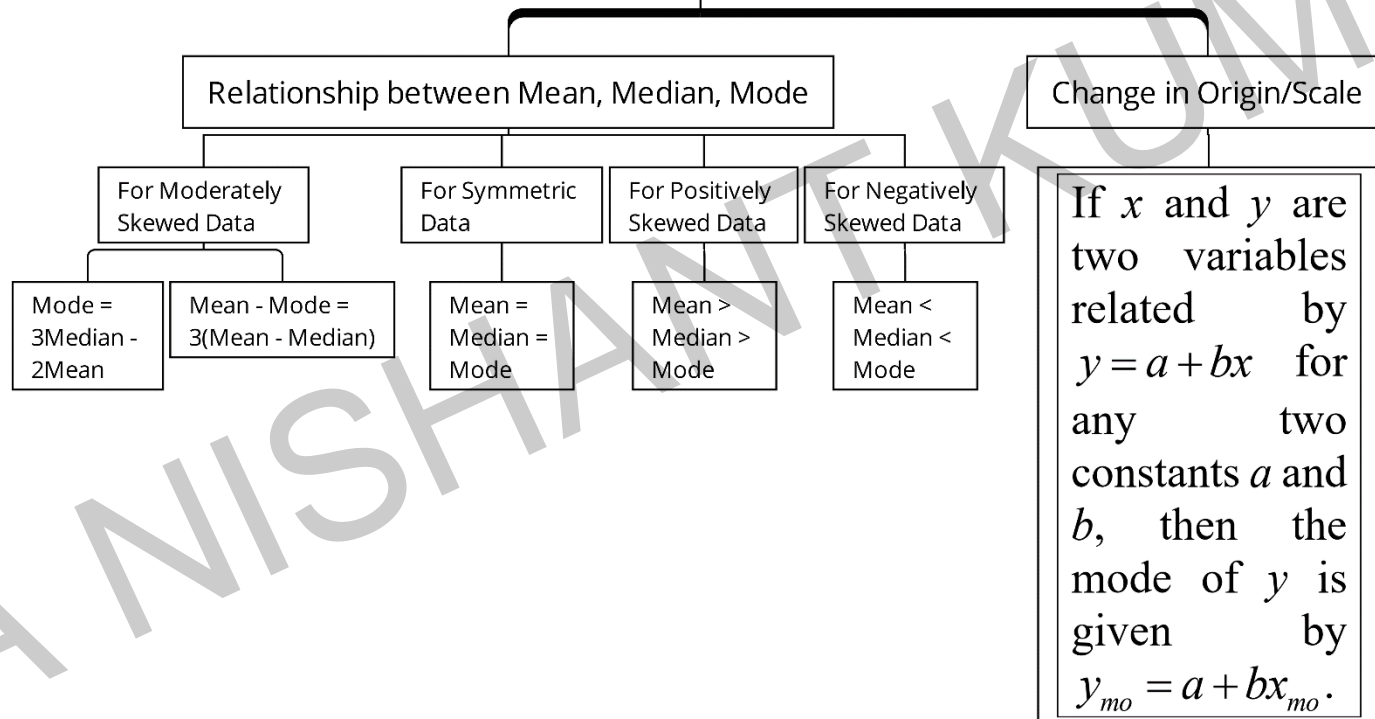 Relationship between Mean, Median, Mode
Change in Origin/Scale
For Moderately
Skewed Data
For Symmetric
Data
For Positively
Skewed Data
For Negatively
Skewed Data
Mode =
3Median -
2Mean
Mean - Mode =
3(Mean - Median)
Mean =
Median =
Mode
Mean >
Median >
Mode
Mean <
Median <
Mode
If x and y are
two variables
related by
y = a + bx for
any two
constants a and
b, then the
mode of y is
given by
y_mo = a + bx_mo.
A NISHANT KUM